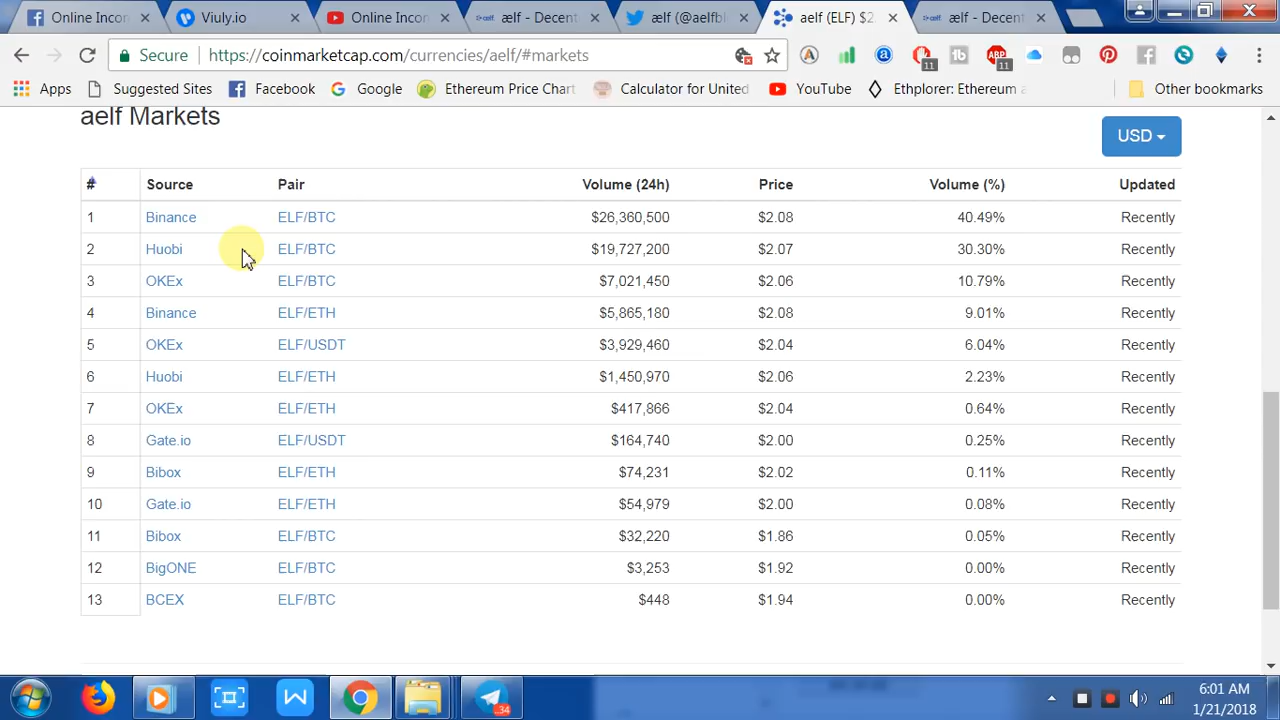 Online Incon
Viuly.io
Online Incon
ælf - Decent
ælf (@aelfbl
aelf (ELF) $2
ælf - Decent
Secure
https://coinmarketcap.com/currencies/aelf/#markets
11
ABP
11
Apps
Suggested Sites
Facebook
Google
Ethereum Price Chart
Calculator for United
YouTube
Ethplorer: Ethereum a
Other bookmarks
aelf Markets
USD
# Source Pair Volume (24h) Price Volume (%) Updated
1 Binance ELF/BTC $26,360,500 $2.08 40.49% Recently
2 Huobi ELF/BTC $19,727,200 $2.07 30.30% Recently
3 OKEx ELF/BTC $7,021,450 $2.06 10.79% Recently
4 Binance ELF/ETH $5,865,180 $2.08 9.01% Recently
5 OKEx ELF/USDT $3,929,460 $2.04 6.04% Recently
6 Huobi ELF/ETH $1,450,970 $2.06 2.23% Recently
7 OKEx ELF/ETH $417,866 $2.04 0.64% Recently
8 Gate.io ELF/USDT $164,740 $2.00 0.25% Recently
9 Bibox ELF/ETH $74,231 $2.02 0.11% Recently
10 Gate.io ELF/ETH $54,979 $2.00 0.08% Recently
11 Bibox ELF/BTC $32,220 $1.86 0.05% Recently
12 BigONE ELF/BTC $3,253 $1.92 0.00% Recently
13 BCEX ELF/BTC $448 $1.94 0.00% Recently
34
6:01 AM
1/21/2018